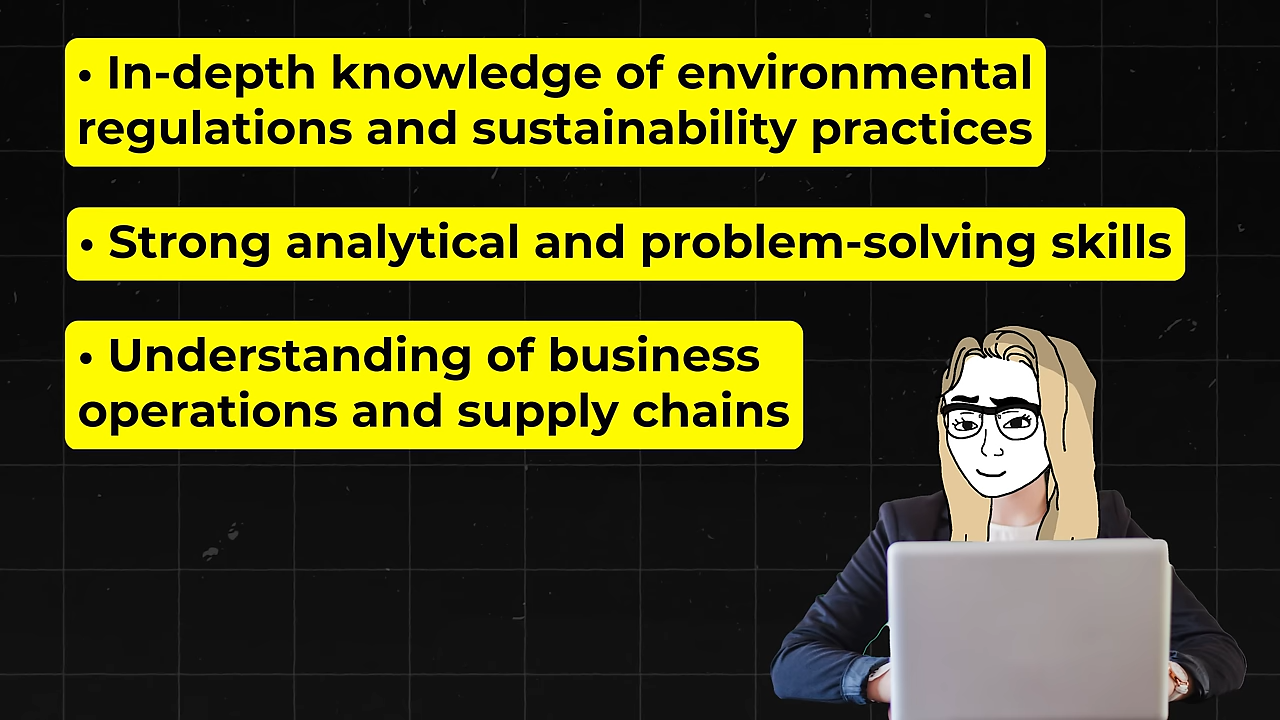 • In-depth knowledge of environmental
regulations and sustainability practices
• Strong analytical and problem-solving skills
• Understanding of business
operations and supply chains